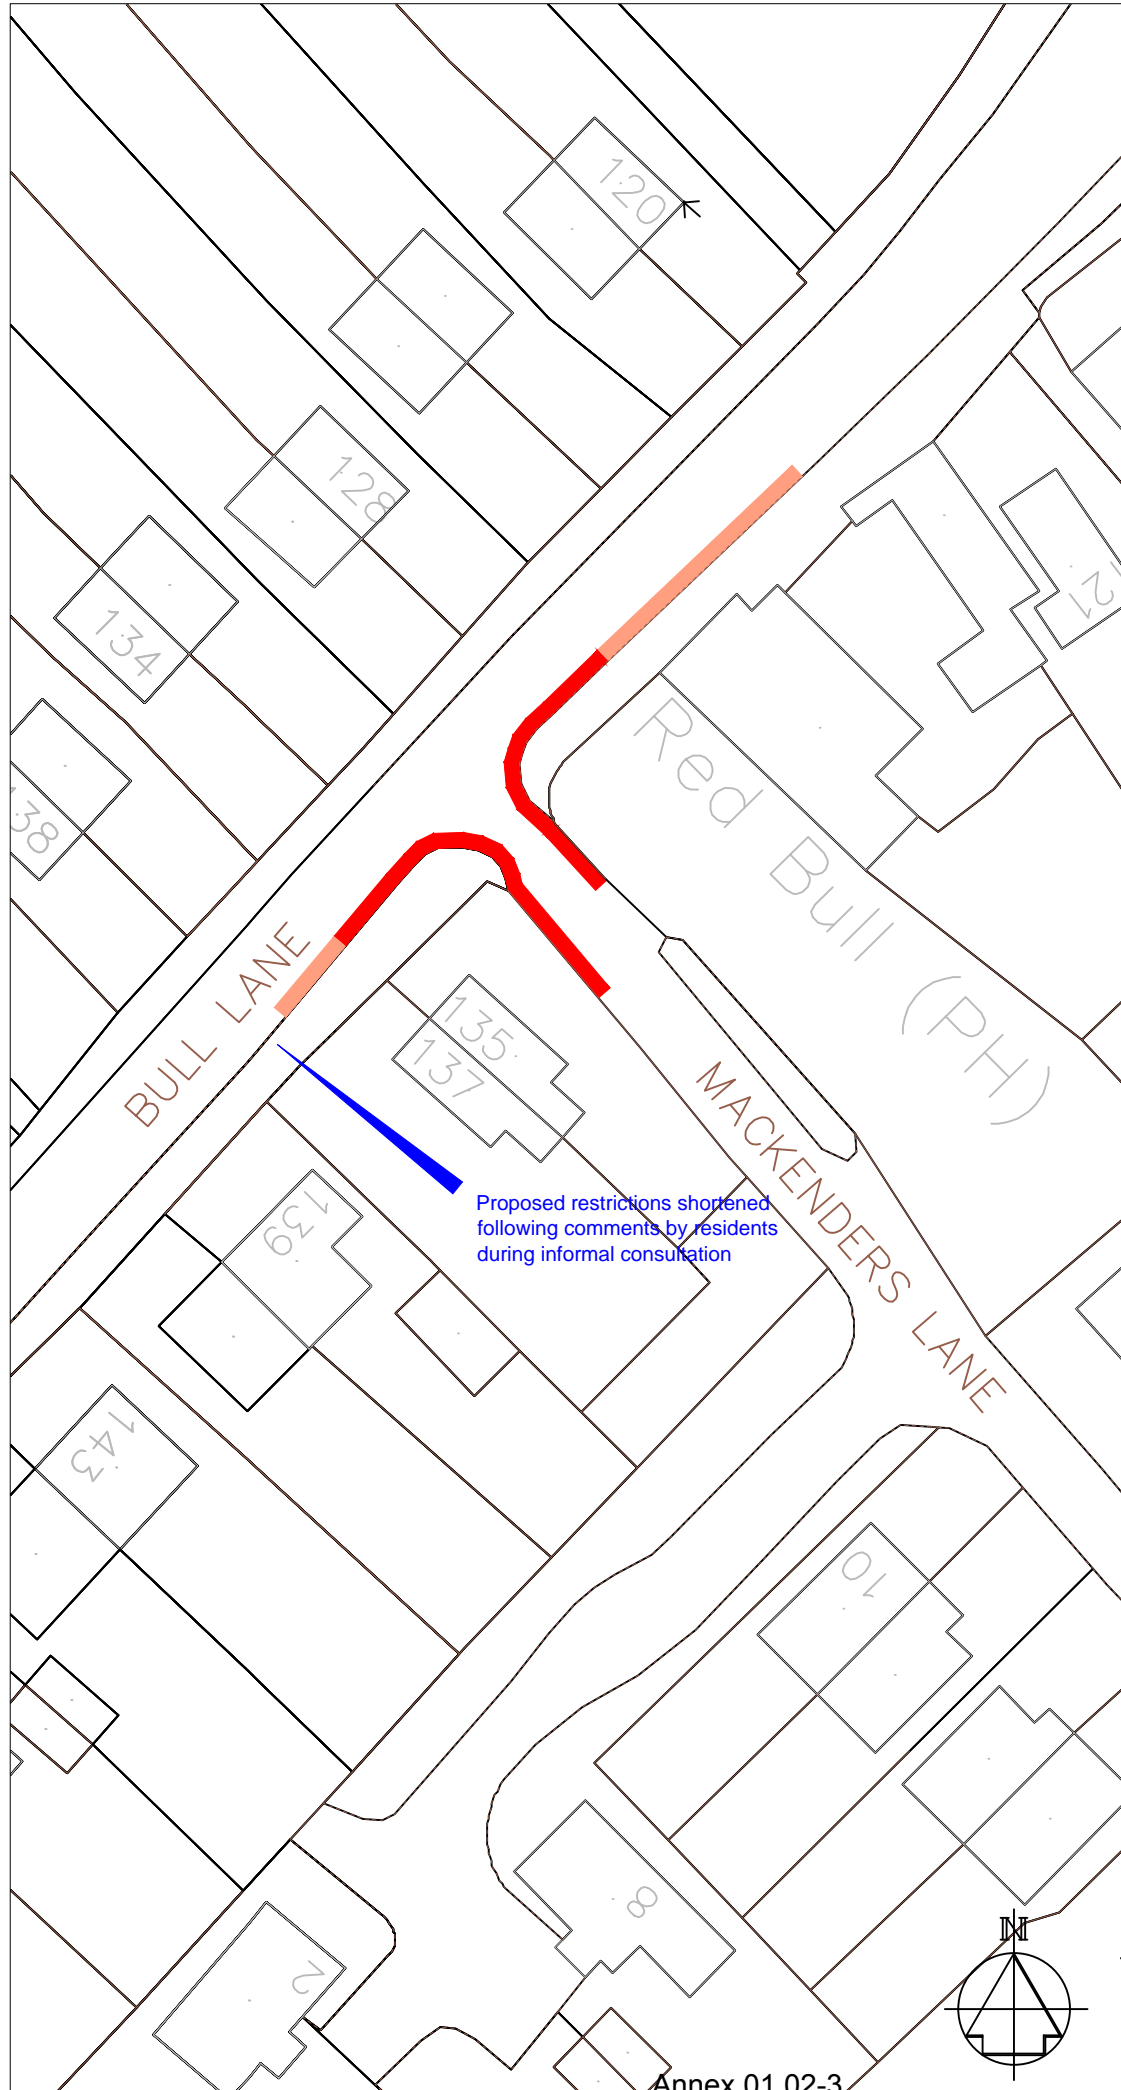 120
128
134
138
121
Red Bull (PH)
BULL LANE
135
137
MACKENDERS LANE
Proposed restrictions shortened
following comments by residents
during informal consultation
139
143
10
8
2
N
Annex 01 02-3